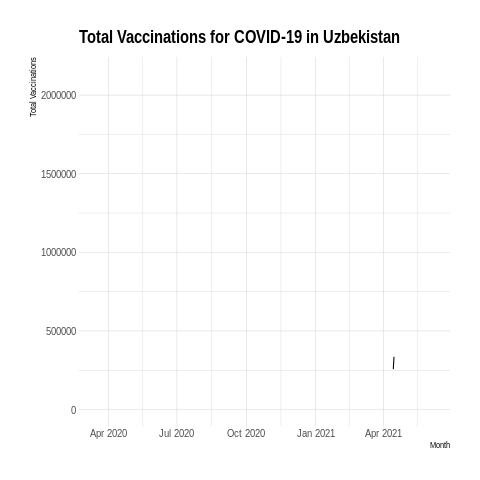 Total Vaccinations for COVID-19 in Uzbekistan
Total Vaccinations
2000000
1500000
1000000
500000
0
Apr 2020 Jul 2020 Oct 2020 Jan 2021 Apr 2021
Month